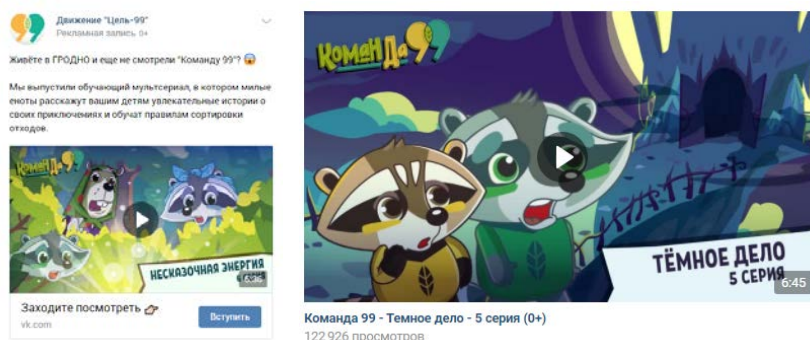 Движение "Цель-99"
Рекламная запись 0+
Живёте в ГРОДНО и еще не смотрели "Команду 99"? 😱
Мы выпустили обучающий мультсериал, в котором милые
еноты расскажут вашим детям увлекательные истории о
своих приключениях и обучат правилам сортировки
отходов.
КОМАНДА 99
НЕСКАЗОЧНАЯ ЭНЕРГИЯ
Заходите посмотреть 👉
vk.com
Вступить
КОМАНДА 99
ТЁМНОЕ ДЕЛО
5 СЕРИЯ
6:45
Команда 99 - Темное дело - 5 серия (0+)
122 926 просмотров